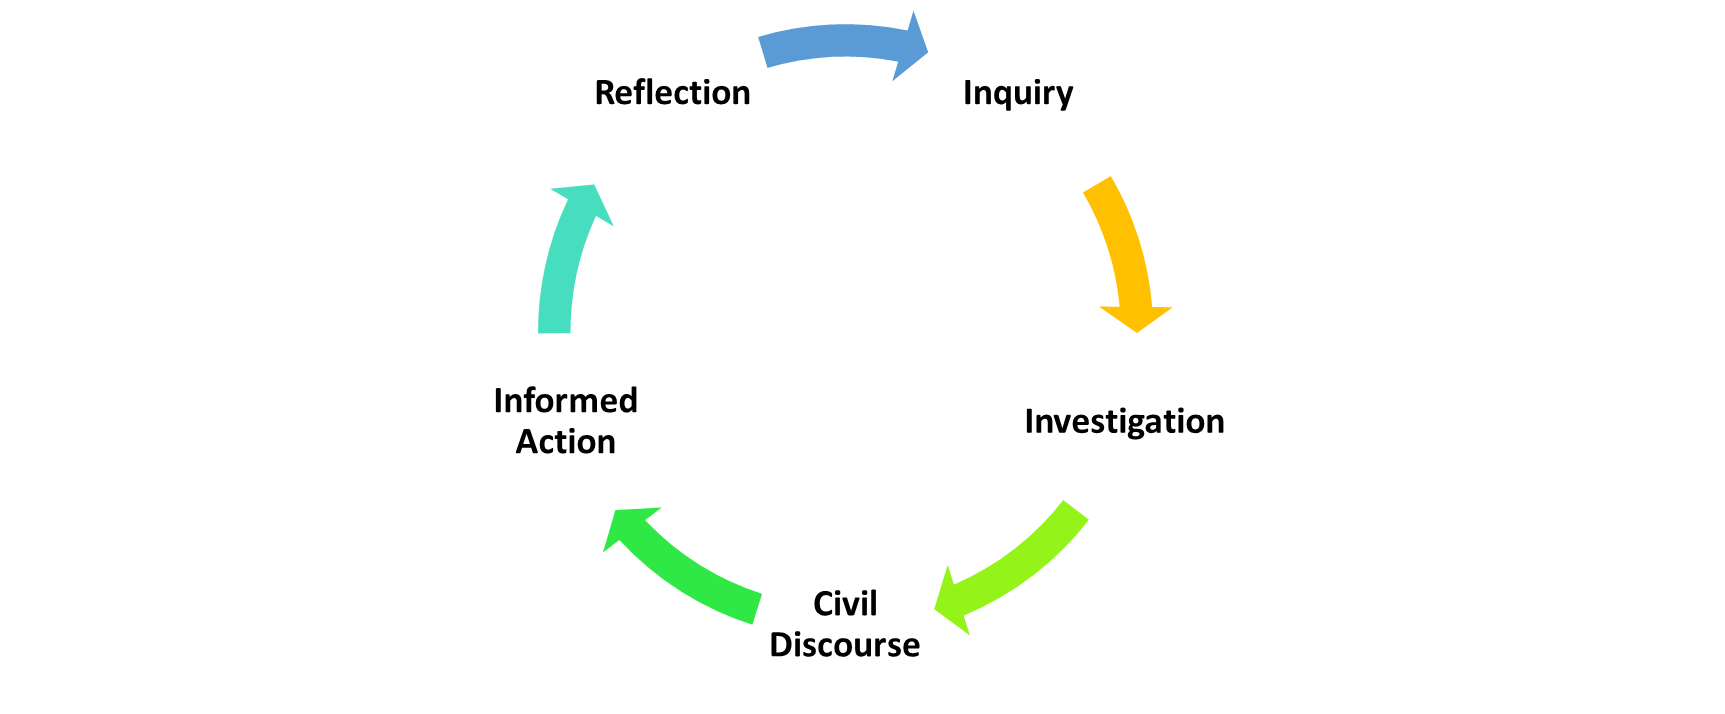 Reflection
Inquiry
Investigation
Civil
Discourse
Informed
Action